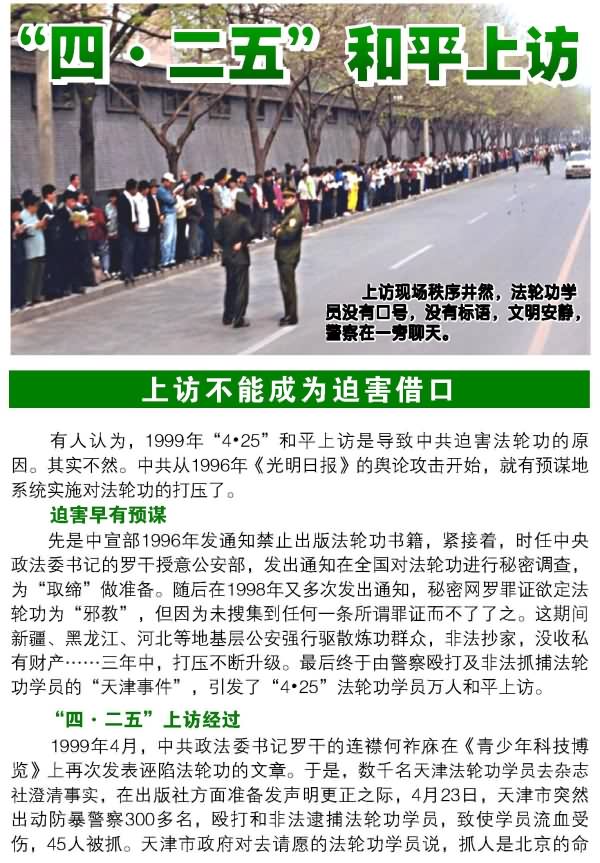 “四·二五”和平上访
上访现场秩序井然，法轮功学
员没有口号，没有标语，文明安静，
警察在一旁聊天。
上访不能成为迫害借口
有人认为，1999年“4•25”和平上访是导致中共迫害法轮功的原
因。其实不然。中共从1996年《光明日报》的舆论攻击开始，就有预谋地
系统实施对法轮功的打压了。
迫害早有预谋
先是中宣部1996年发通知禁止出版法轮功书籍，紧接着，时任中央
政法委书记的罗干授意公安部，发出通知在全国对法轮功进行秘密调查，
为“取缔”做准备。随后在1998年又多次发出通知，秘密网罗罪证欲定法
轮功为“邪教”，但因为未搜集到任何一条所谓罪证而不了了之。这期间
新疆、黑龙江、河北等地基层公安强行驱散炼功群众，非法抄家，没收私
有财产……三年中，打压不断升级。最后终于由警察殴打及非法抓捕法轮
功学员的“天津事件”，引发了“4•25”法轮功学员万人和平上访。
“四·二五”上访经过
1999年4月，中共政法委书记罗干的连襟何祚庥在《青少年科技博
览》上再次发表诬陷法轮功的文章。于是，数千名天津法轮功学员去杂志
社澄清事实，在出版社方面准备发声明更正之际，4月23日，天津市突然
出动防暴警察300多名，殴打和非法逮捕法轮功学员，致使学员流血受
伤，45人被抓。天津市政府对去请愿的法轮功学员说，抓人是北京的命